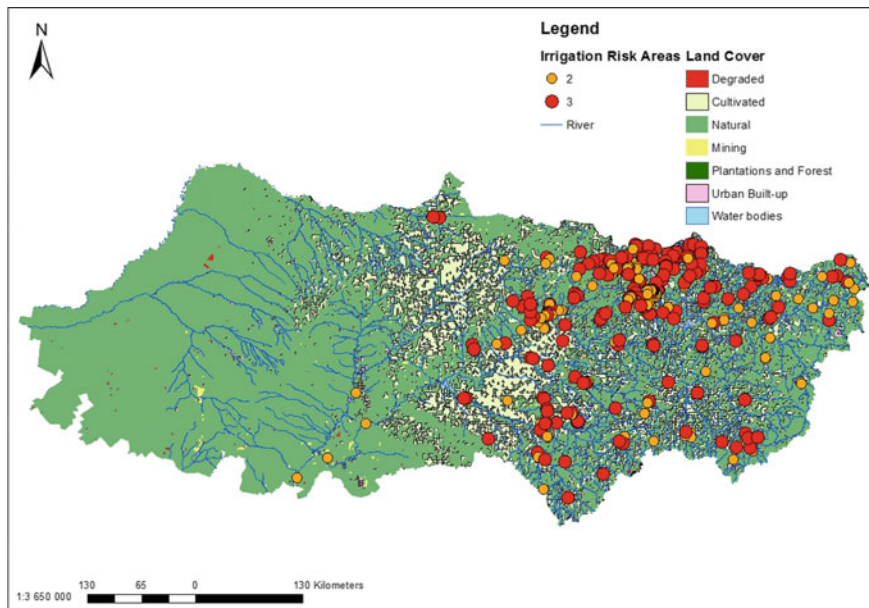 N
Legend
Irrigation Risk Areas Land Cover
2
3
River
Degraded
Cultivated
Natural
Mining
Plantations and Forest
Urban Built-up
Water bodies
130 65 0 130 Kilometers
1:3 650 000